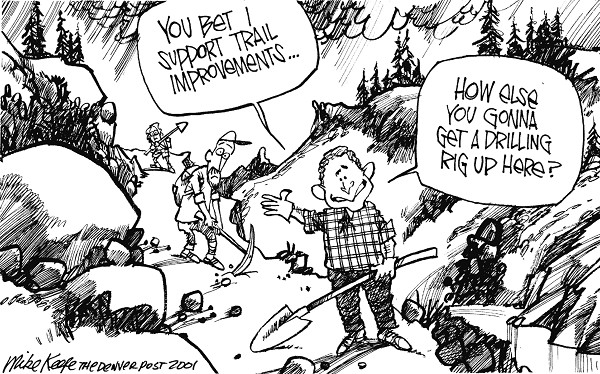 YOU BET I
SUPPORT TRAIL
IMPROVEMENTS...
HOW ELSE
YOU GONNA
GET A DRILLING
RIG UP HERE?
Mike Keefe THE DENVER POST 2001